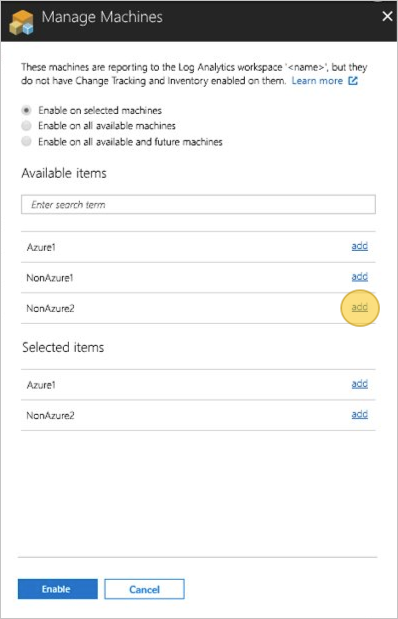 Manage Machines
These machines are reporting to the Log Analytics workspace '<name>', but they
do not have Change Tracking and Inventory enabled on them. Learn more
Enable on selected machines
Enable on all available machines
Enable on all available and future machines
Available items
Enter search term
Azure1 add
NonAzure1 add
NonAzure2 add
Selected items
Azure1 add
NonAzure2 add
Enable Cancel